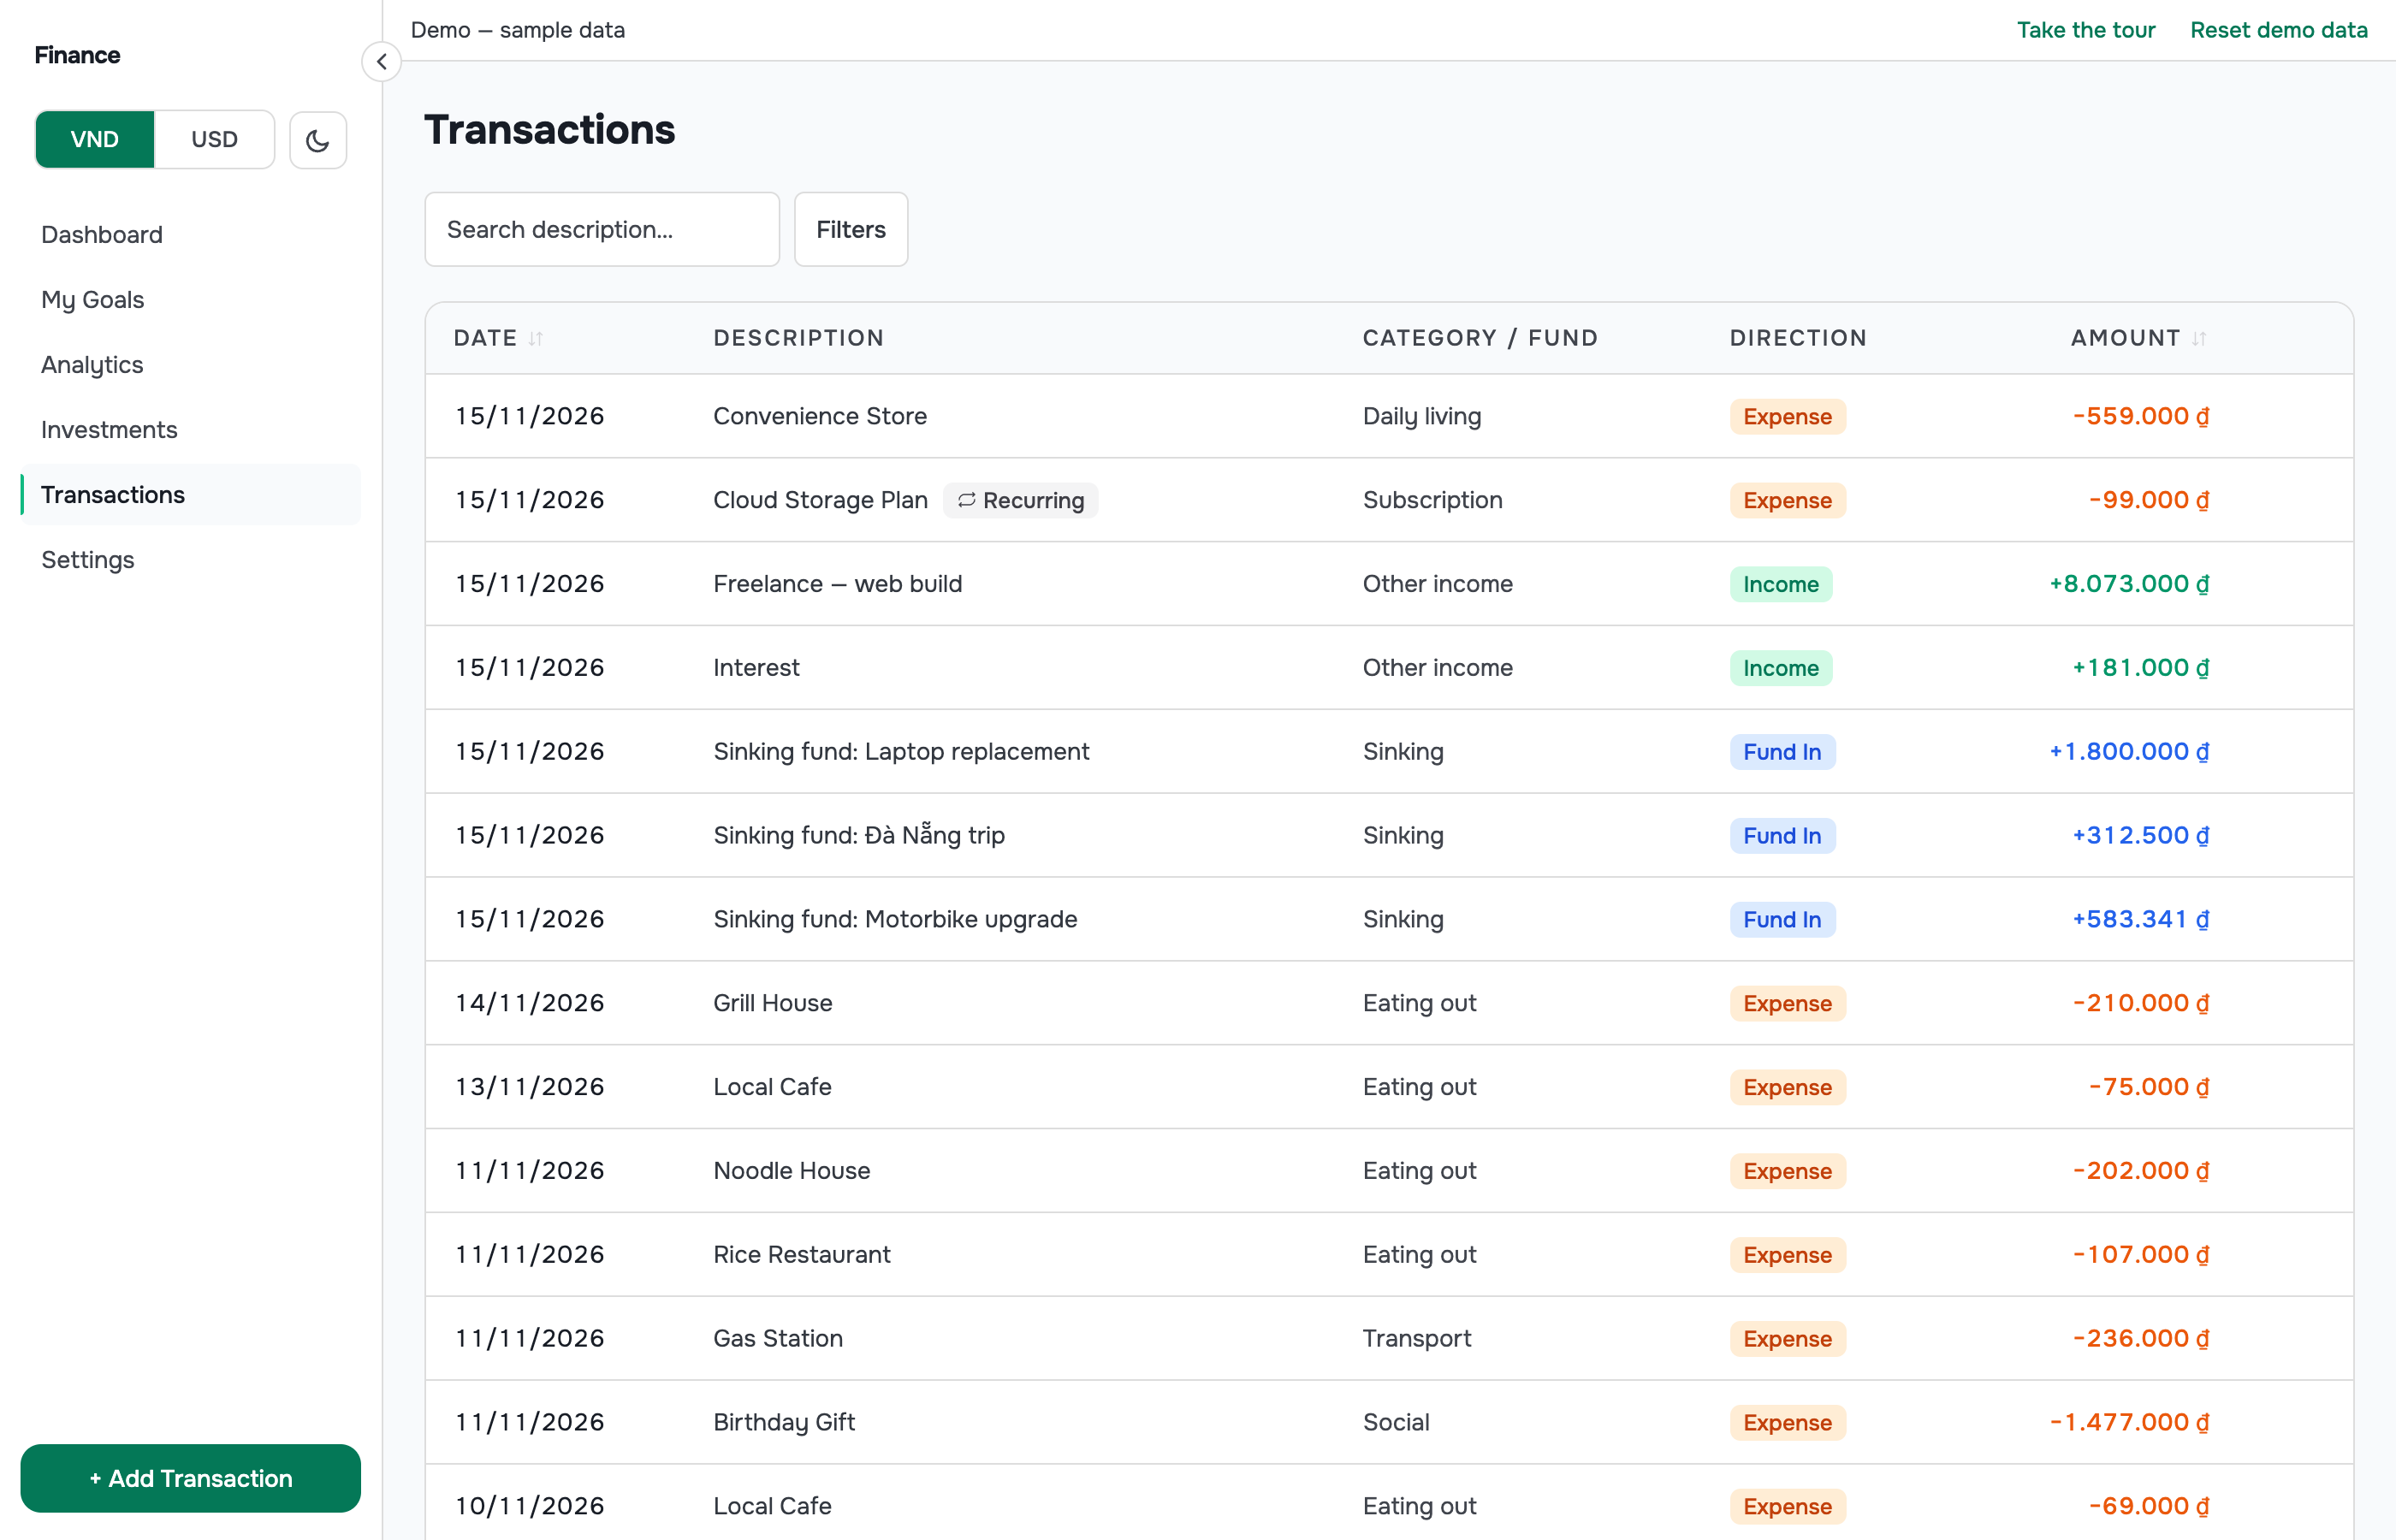 Finance
VND USD
Dashboard
My Goals
Analytics
Investments
Transactions
Settings
+ Add Transaction
Demo — sample data Take the tour Reset demo data
Transactions
Search description... Filters
DATE DESCRIPTION CATEGORY / FUND DIRECTION AMOUNT
15/11/2026 Convenience Store Daily living Expense -559.000 ₫
15/11/2026 Cloud Storage Plan Recurring Subscription Expense -99.000 ₫
15/11/2026 Freelance — web build Other income Income +8.073.000 ₫
15/11/2026 Interest Other income Income +181.000 ₫
15/11/2026 Sinking fund: Laptop replacement Sinking Fund In +1.800.000 ₫
15/11/2026 Sinking fund: Đà Nẵng trip Sinking Fund In +312.500 ₫
15/11/2026 Sinking fund: Motorbike upgrade Sinking Fund In +583.341 ₫
14/11/2026 Grill House Eating out Expense -210.000 ₫
13/11/2026 Local Cafe Eating out Expense -75.000 ₫
11/11/2026 Noodle House Eating out Expense -202.000 ₫
11/11/2026 Rice Restaurant Eating out Expense -107.000 ₫
11/11/2026 Gas Station Transport Expense -236.000 ₫
11/11/2026 Birthday Gift Social Expense -1.477.000 ₫
10/11/2026 Local Cafe Eating out Expense -69.000 ₫